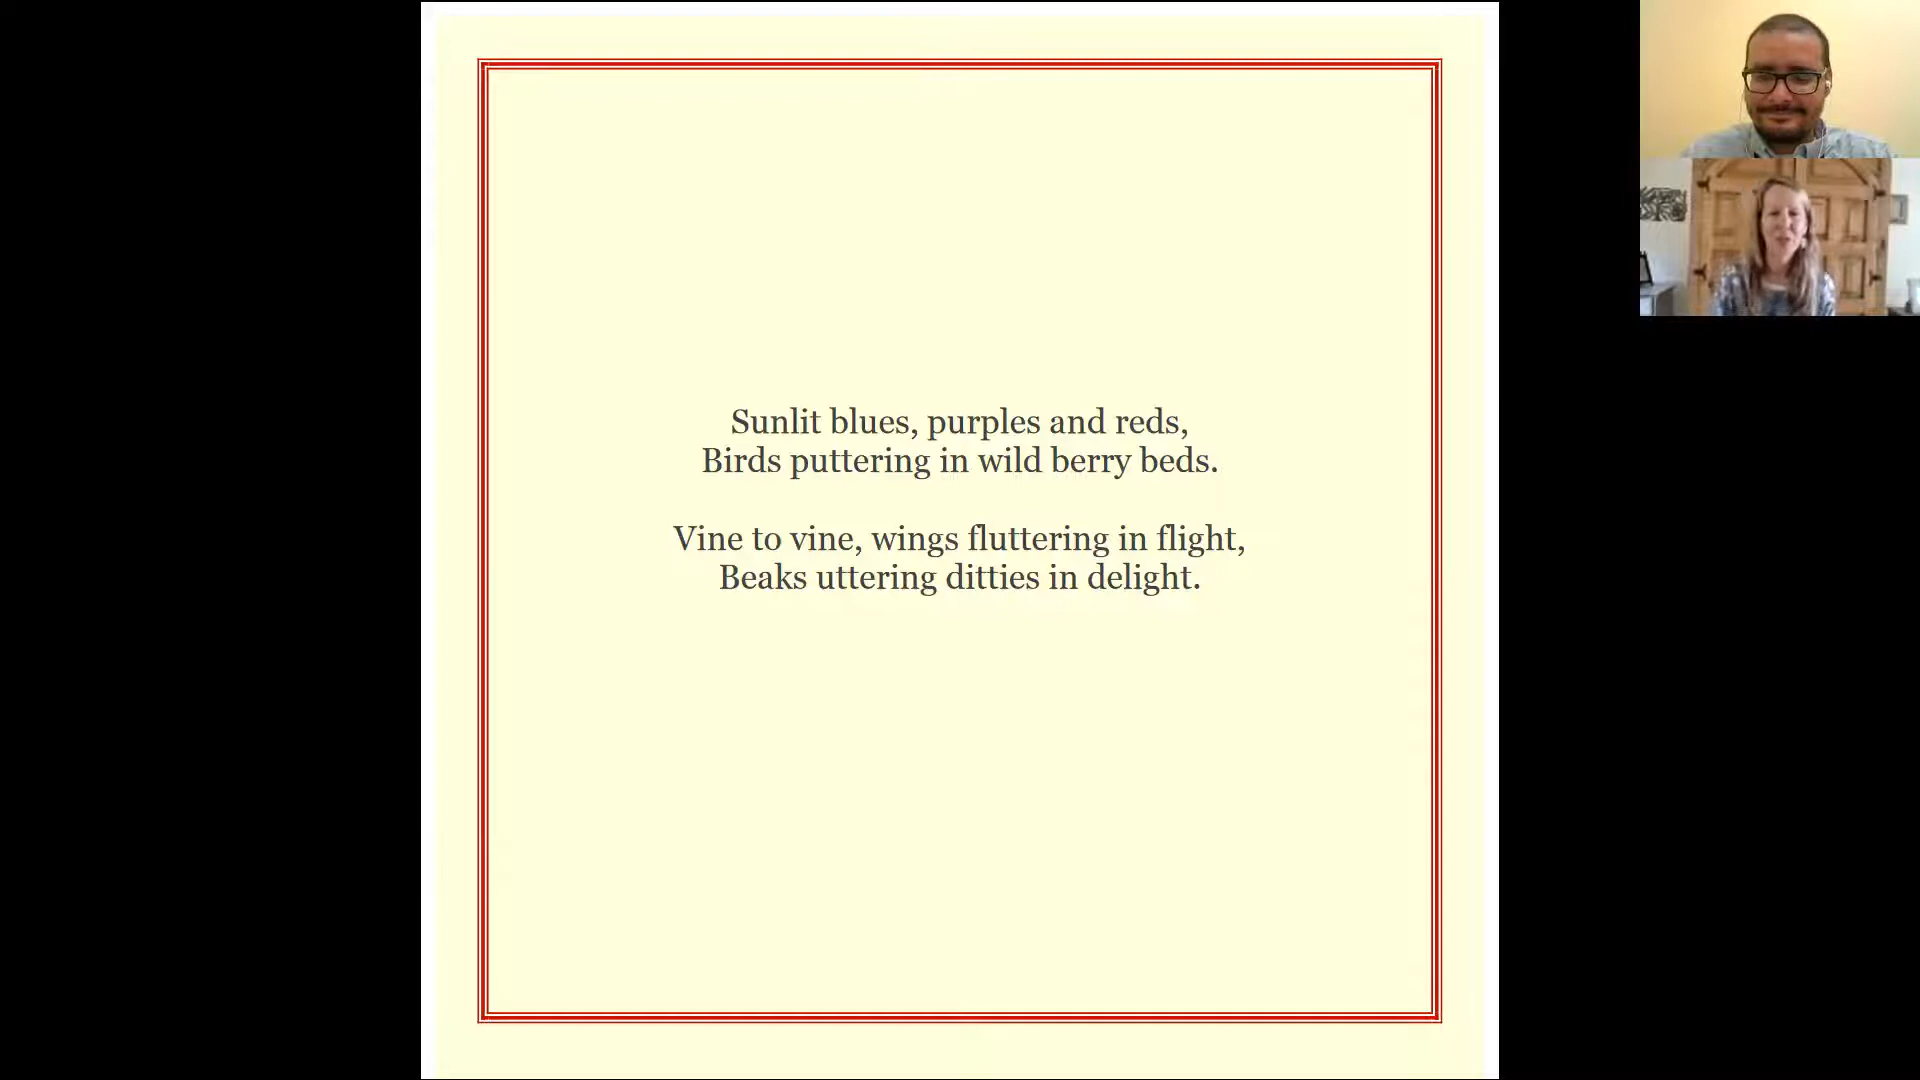 Sunlit blues, purples and reds,
Birds puttering in wild berry beds.
Vine to vine, wings fluttering in flight,
Beaks uttering ditties in delight.